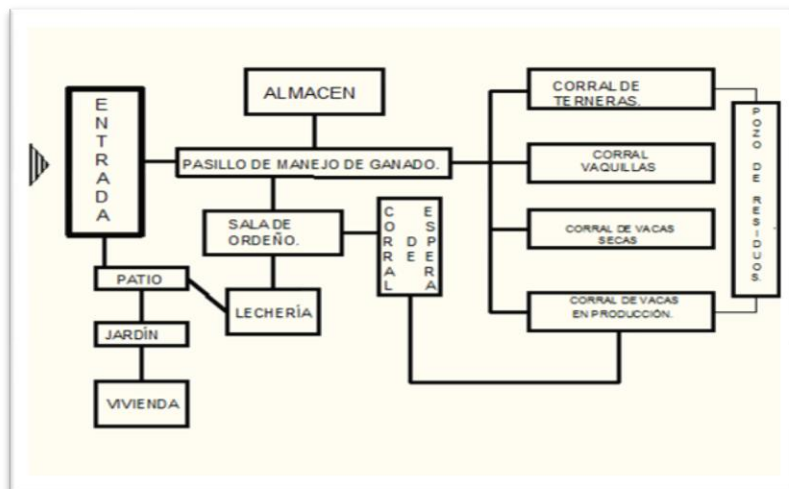 ENTRADA
ALMACEN
PASILLO DE MANEJO DE GANADO.
SALA DE
ORDEÑO.
CORRAL
DE
ESPERA
PATIO
LECHERÌA
JARDÍN
VIVIENDA
CORRAL DE
TERNERAS.
CORRAL
VAQUILLAS
CORRAL DE VACAS
SECAS
CORRAL DE VACAS
EN PRODUCCIÓN.
POZO DE RESIDUOS.